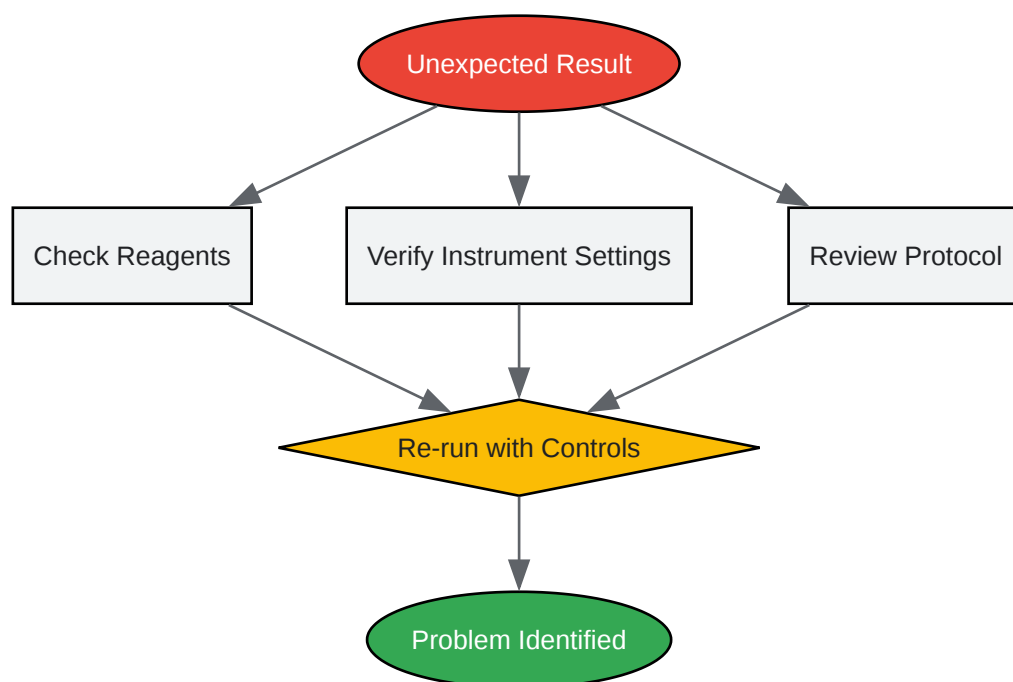 Unexpected Result
Check Reagents
Verify Instrument Settings
Review Protocol
Re-run with Controls
Problem Identified